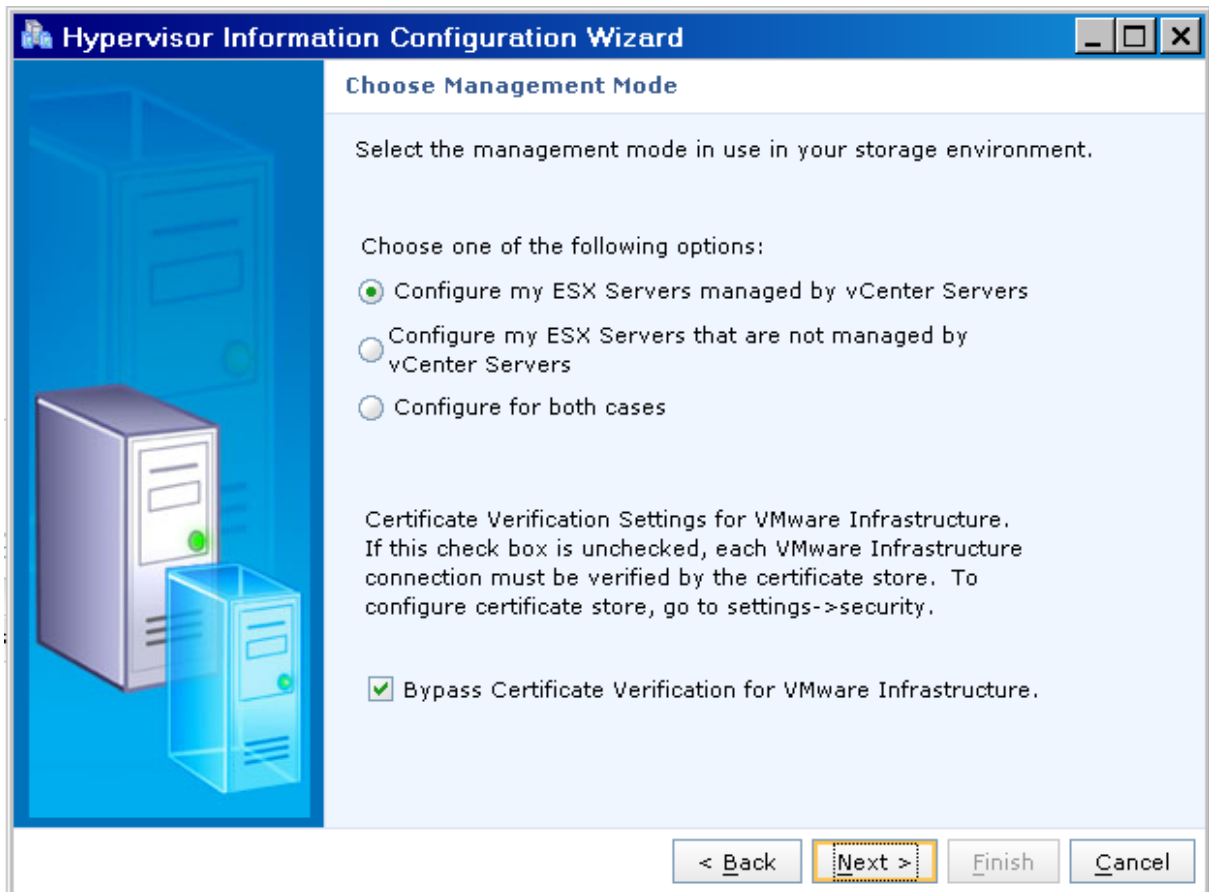 Hypervisor Information Configuration Wizard
Choose Management Mode
Select the management mode in use in your storage environment.
Choose one of the following options:
Configure my ESX Servers managed by vCenter Servers
Configure my ESX Servers that are not managed by
vCenter Servers
Configure for both cases
Certificate Verification Settings for VMware Infrastructure.
If this check box is unchecked, each VMware Infrastructure
connection must be verified by the certificate store.  To
configure certificate store, go to settings->security.
Bypass Certificate Verification for VMware Infrastructure.
< Back Next > Finish Cancel